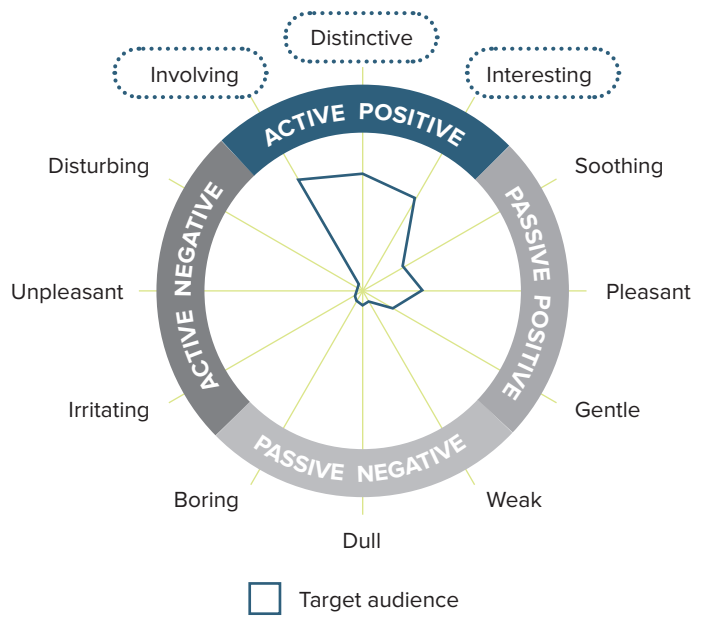 Distinctive
Involving
Interesting
ACTIVE POSITIVE
Disturbing
Soothing
ACTIVE NEGATIVE
PASSIVE POSITIVE
Unpleasant
Pleasant
Irritating
Gentle
PASSIVE NEGATIVE
Boring
Weak
Dull
Target audience